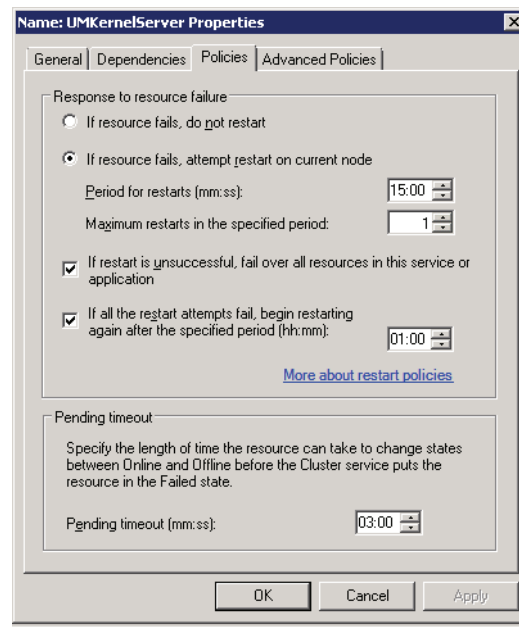 Name: UMKernelServer Properties
General
Dependencies
Policies
Advanced Policies
Response to resource failure
If resource fails, do not restart
If resource fails, attempt restart on current node
Period for restarts (mm:ss):
15:00
Maximum restarts in the specified period:
1
If restart is unsuccessful, fail over all resources in this service or
application
If all the restart attempts fail, begin restarting
again after the specified period (hh:mm):
01:00
More about restart policies
Pending timeout
Specify the length of time the resource can take to change states
between Online and Offline before the Cluster service puts the
resource in the Failed state.
Pending timeout (mm:ss):
03:00
OK
Cancel
Apply